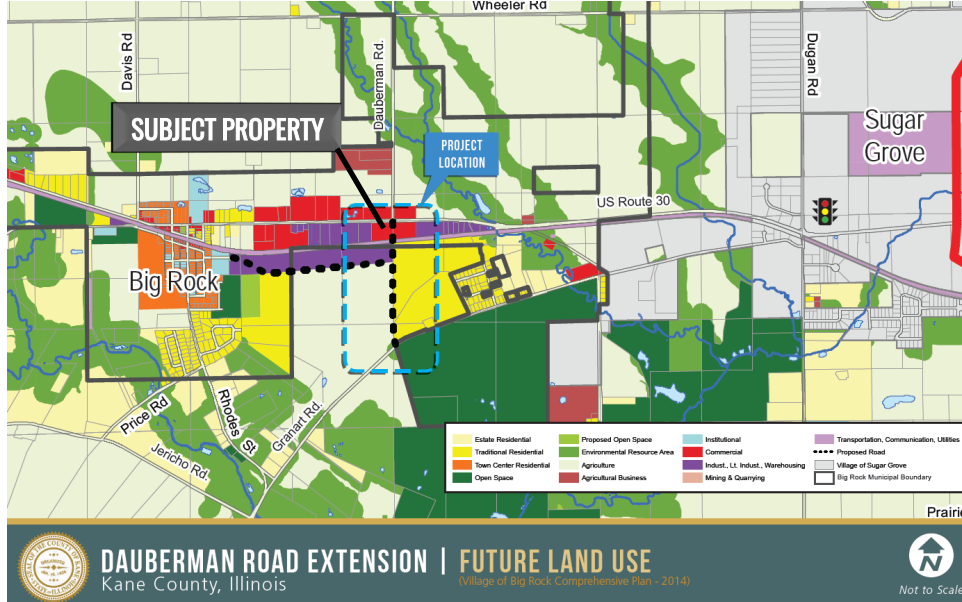 Wheeler Rd
Davis Rd
Dauberman Rd.
Dugan Rd
SUBJECT PROPERTY
PROJECT
LOCATION
Sugar
Grove
US Route 30
Big Rock
Price Rd
Rhodes
St
Granart Rd.
Jericho Rd.
Estate Residential
Traditional Residential
Town Center Residential
Open Space
Proposed Open Space
Environmental Resource Area
Agriculture
Agricultural Business
Institutional
Commercial
Indust., Lt. Indust., Warehousing
Mining & Quarrying
Transportation, Communication, Utilities
Proposed Road
Village of Sugar Grove
Big Rock Municipal Boundary
Prairie
DAUBERMAN ROAD EXTENSION | FUTURE LAND USE
Kane County, Illinois
(Village of Big Rock Comprehensive Plan - 2014)
N
Not to Scale